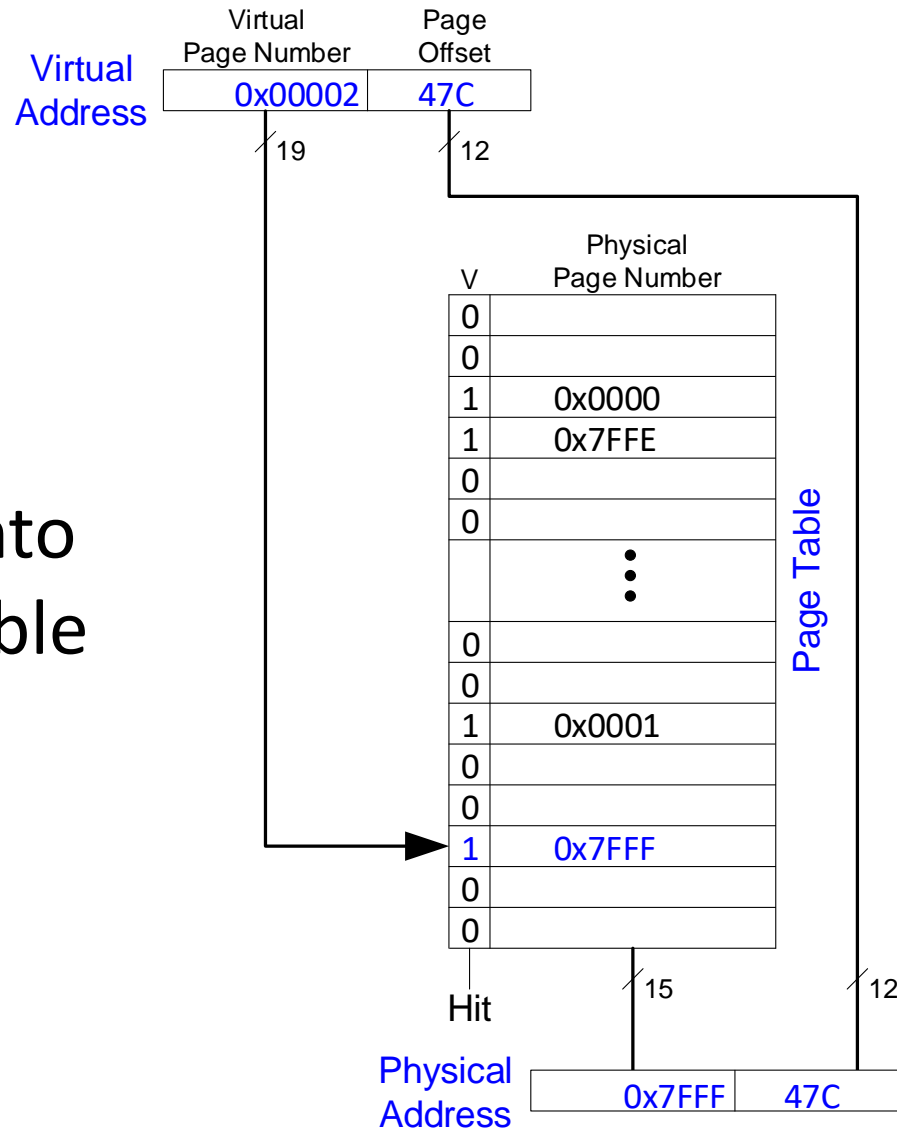 Virtual
Page Number
Page
Offset
Virtual
Address
0x00002 47C
19 12
Physical
Page Number
V
0
0
1 0x0000
1 0x7FFE
0
0
0
0
1 0x0001
0
0
1 0x7FFF
0
0
Page Table
nto
ble
Hit
15 12
Physical
Address
0x7FFF 47C